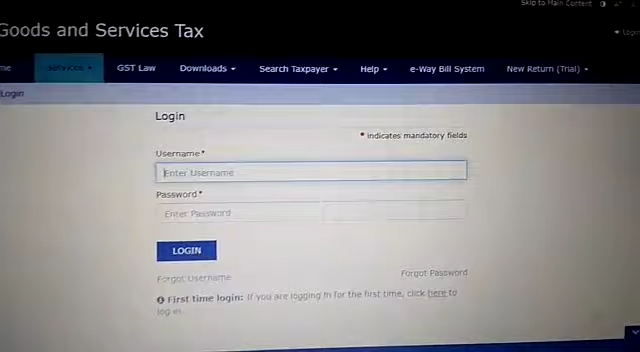 Skip to Main Content
Goods and Services Tax
Login
me Services GST Law Downloads Search Taxpayer Help e-Way Bill System New Return (Trial)
Login
Login
* indicates mandatory fields
Username*
Enter Username
Password*
Enter Password
LOGIN
Forgot Username Forgot Password
First time login: If you are logging in for the first time, click here to
log in.